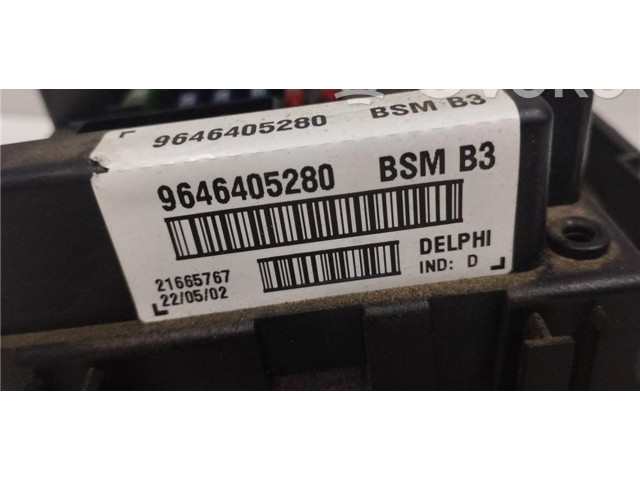 9646405280 BSM B3
9646405280 BSM B3
DELPHI
21665767
IND: D
22/05/02